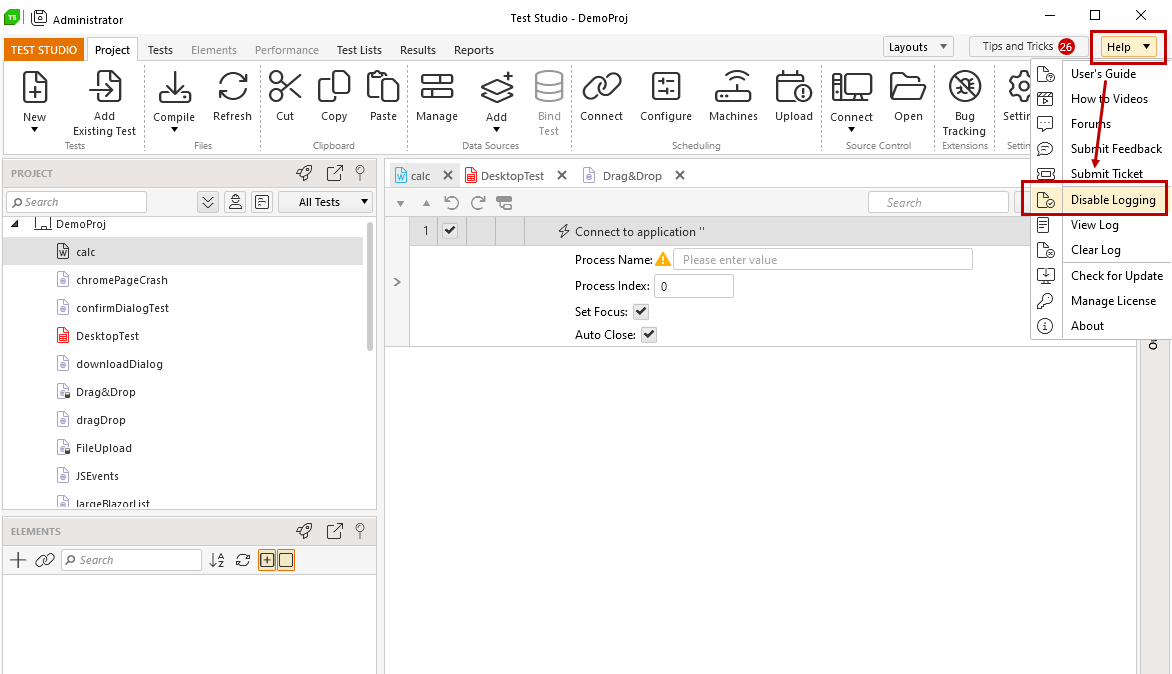 TS
Administrator
Test Studio - DemoProj
TEST STUDIO
Project
Tests
Elements
Performance
Test Lists
Results
Reports
Layouts
Tips and Tricks
26
Help
New
Add
Existing Test
Tests
Compile
Refresh
Files
Cut
Copy
Paste
Clipboard
Manage
Add
Bind
Test
Data Sources
Connect
Configure
Machines
Upload
Scheduling
Connect
Open
Source Control
Bug
Tracking
Extensions
User's Guide
How to Videos
Forums
Submit Feedback
Submit Ticket
Disable Logging
View Log
Clear Log
Check for Update
Manage License
About
PROJECT
Search
All Tests
DemoProj
calc
chromePageCrash
confirmDialogTest
DesktopTest
downloadDialog
Drag&Drop
dragDrop
FileUpload
JSEvents
largeBlazorList
calc
DesktopTest
Drag&Drop
Search
1
Connect to application ''
Process Name:
Please enter value
Process Index:
0
Set Focus:
Auto Close:
ELEMENTS
Search